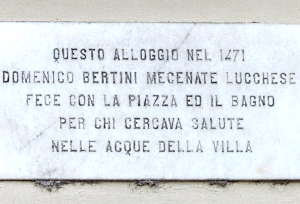 QUESTO ALLOGGIO NEL 1471
DOMENICO BERTINI MECENATE LUCCHESE
FECE CON LA PIAZZA ED IL BAGNO
PER CHI CERCAVA SALUTE
NELLE ACQUE DELLA VILLA